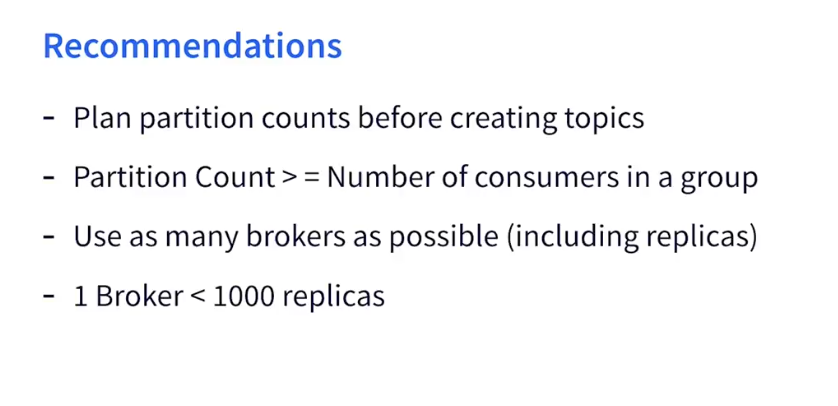 Recommendations
- Plan partition counts before creating topics
- Partition Count > = Number of consumers in a group
- Use as many brokers as possible (including replicas)
- 1 Broker < 1000 replicas